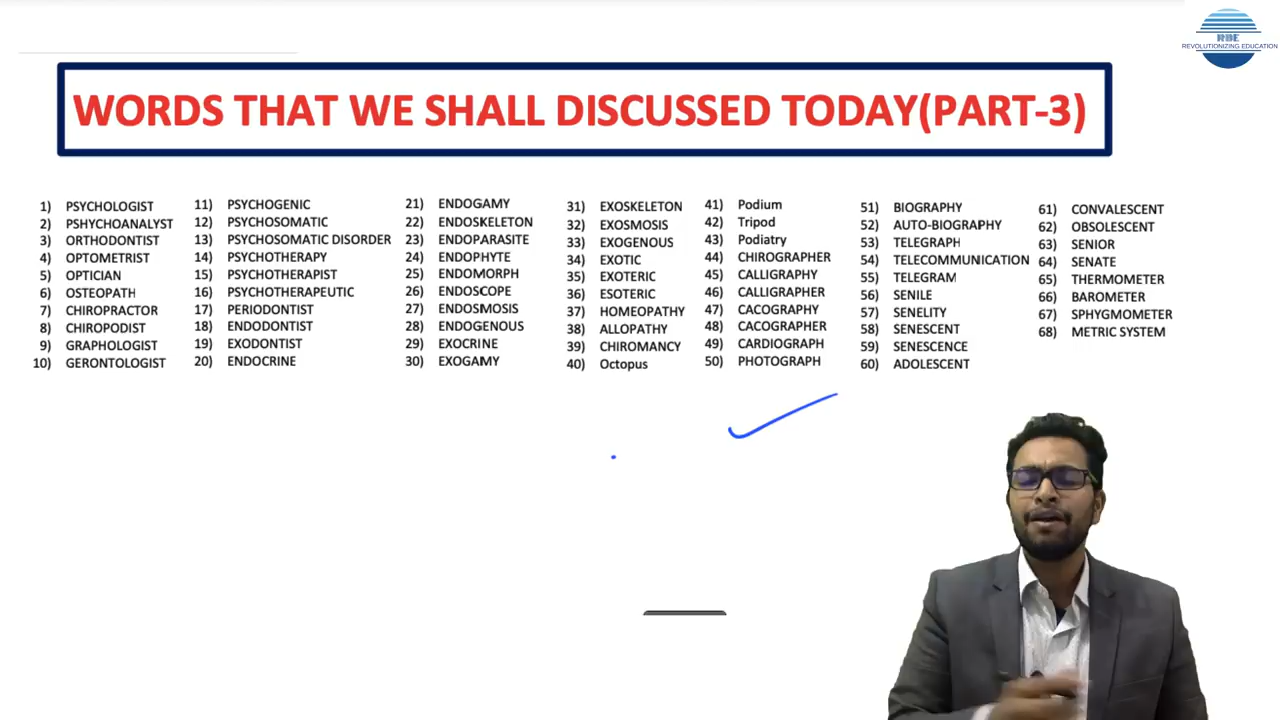 RDE
REVOLUTIONIZING EDUCATION
WORDS THAT WE SHALL DISCUSSED TODAY(PART-3)
1) PSYCHOLOGIST
2) PSHYCHOANALYST
3) ORTHODONTIST
4) OPTOMETRIST
5) OPTICIAN
6) OSTEOPATH
7) CHIROPRACTOR
8) CHIROPODIST
9) GRAPHOLOGIST
10) GERONTOLOGIST
11) PSYCHOGENIC
12) PSYCHOSOMATIC
13) PSYCHOSOMATIC DISORDER
14) PSYCHOTHERAPY
15) PSYCHOTHERAPIST
16) PSYCHOTHERAPEUTIC
17) PERIODONTIST
18) ENDODONTIST
19) EXODONTIST
20) ENDOCRINE
21) ENDOGAMY
22) ENDOSKELETON
23) ENDOPARASITE
24) ENDOPHYTE
25) ENDOMORPH
26) ENDOSCOPE
27) ENDOSMOSIS
28) ENDOGENOUS
29) EXOCRINE
30) EXOGAMY
31) EXOSKELETON
32) EXOSMOSIS
33) EXOGENOUS
34) EXOTIC
35) EXOTERIC
36) ESOTERIC
37) HOMEOPATHY
38) ALLOPATHY
39) CHIROMANCY
40) Octopus
41) Podium
42) Tripod
43) Podiatry
44) CHIROGRAPHER
45) CALLIGRAPHY
46) CALLIGRAPHER
47) CACOGRAPHY
48) CACOGRAPHER
49) CARDIOGRAPH
50) PHOTOGRAPH
51) BIOGRAPHY
52) AUTO-BIOGRAPHY
53) TELEGRAPH
54) TELECOMMUNICATION
55) TELEGRAM
56) SENILE
57) SENELITY
58) SENESCENT
59) SENESCENCE
60) ADOLESCENT
61) CONVALESCENT
62) OBSOLESCENT
63) SENIOR
64) SENATE
65) THERMOMETER
66) BAROMETER
67) SPHYGMOMETER
68) METRIC SYSTEM